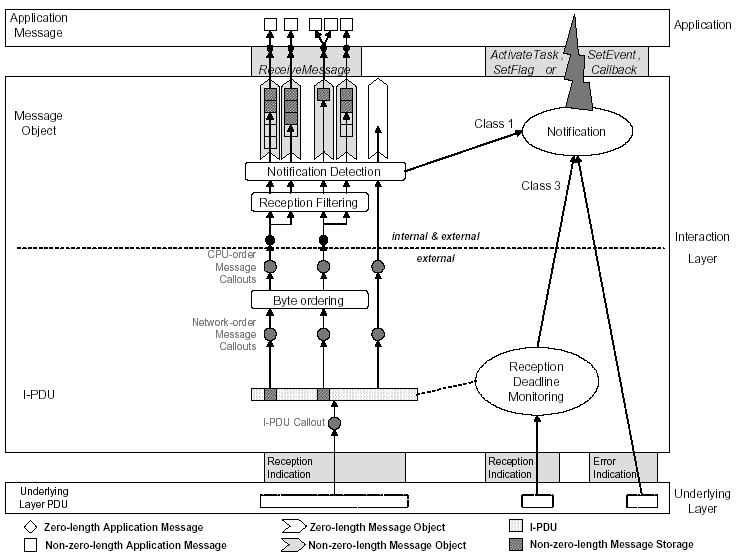 Application
Message
Application
ReceiveMessage
ActivateTask,
SetFlag or
SetEvent,
Callback
Message
Object
Class 1
Notification
Notification Detection
Class 3
Reception Filtering
internal & external
Interaction
Layer
external
CPU-order
Message
Callouts
Byte ordering
Network-order
Message
Callouts
Reception
Deadline
Monitoring
I-PDU
I-PDU Callout
Reception
Indication
Reception
Indication
Error
Indication
Underlying
Layer PDU
Underlying
Layer
Zero-length Application Message
Zero-length Message Object
I-PDU
Non-zero-length Application Message
Non-zero-length Message Object
Non-zero-length Message Storage